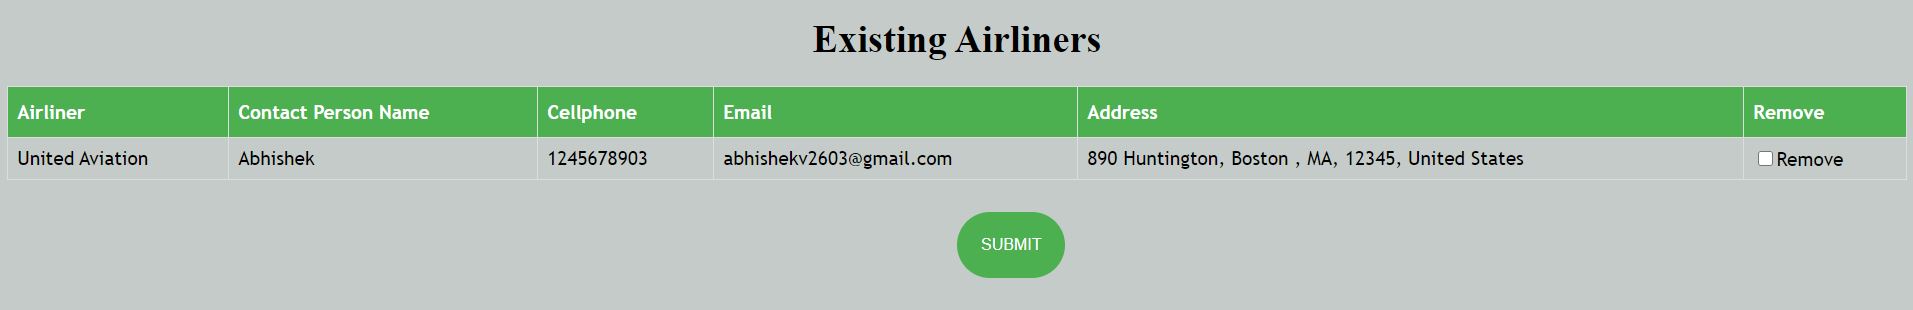 Existing Airliners
Airliner Contact Person Name Cellphone Email Address Remove
United Aviation Abhishek 1245678903 abhishekv2603@gmail.com 890 Huntington, Boston , MA, 12345, United States Remove
SUBMIT